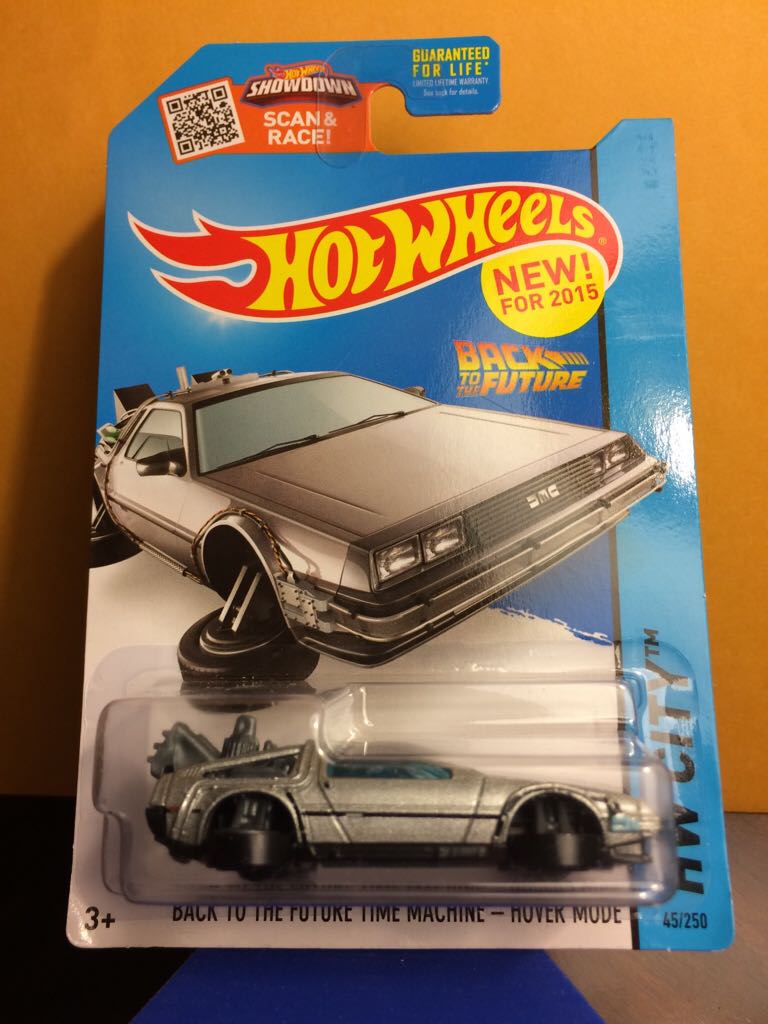 HOT WHEELS
SHOWDOWN
SCAN &
RACE!
GUARANTEED
FOR LIFE*
LIMITED LIFETIME WARRANTY
See back for details.
HOT WHEELS®
NEW!
FOR 2015
BACK
TO THE FUTURE
DMC
HW CITY™
BACK TO THE FUTURE TIME MACHINE – HOVER MODE
3+
45/250